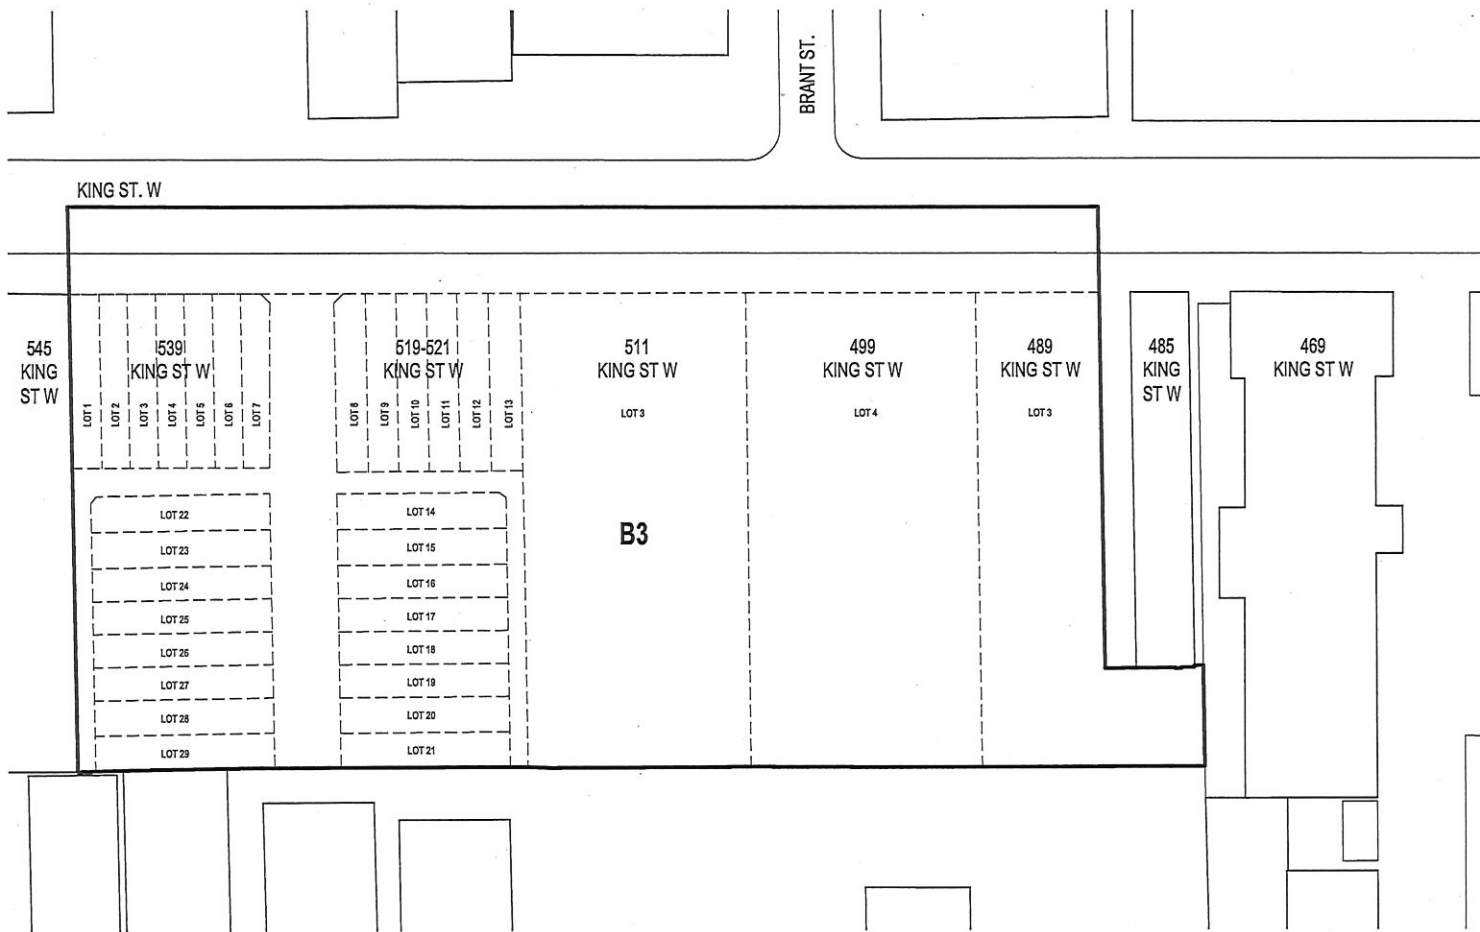 BRANT ST.
KING ST. W
545
KING
ST W
539
KING ST W
519-521
KING ST W
511
KING ST W
499
KING ST W
489
KING ST W
485
KING
ST W
469
KING ST W
LOT 1
LOT 2
LOT 3
LOT 4
LOT 5
LOT 6
LOT 7
LOT 8
LOT 9
LOT 10
LOT 11
LOT 12
LOT 13
LOT 3
LOT 4
LOT 3
LOT 22
LOT 23
LOT 24
LOT 25
LOT 26
LOT 27
LOT 28
LOT 29
LOT 14
LOT 15
LOT 16
LOT 17
LOT 18
LOT 19
LOT 20
LOT 21
B3